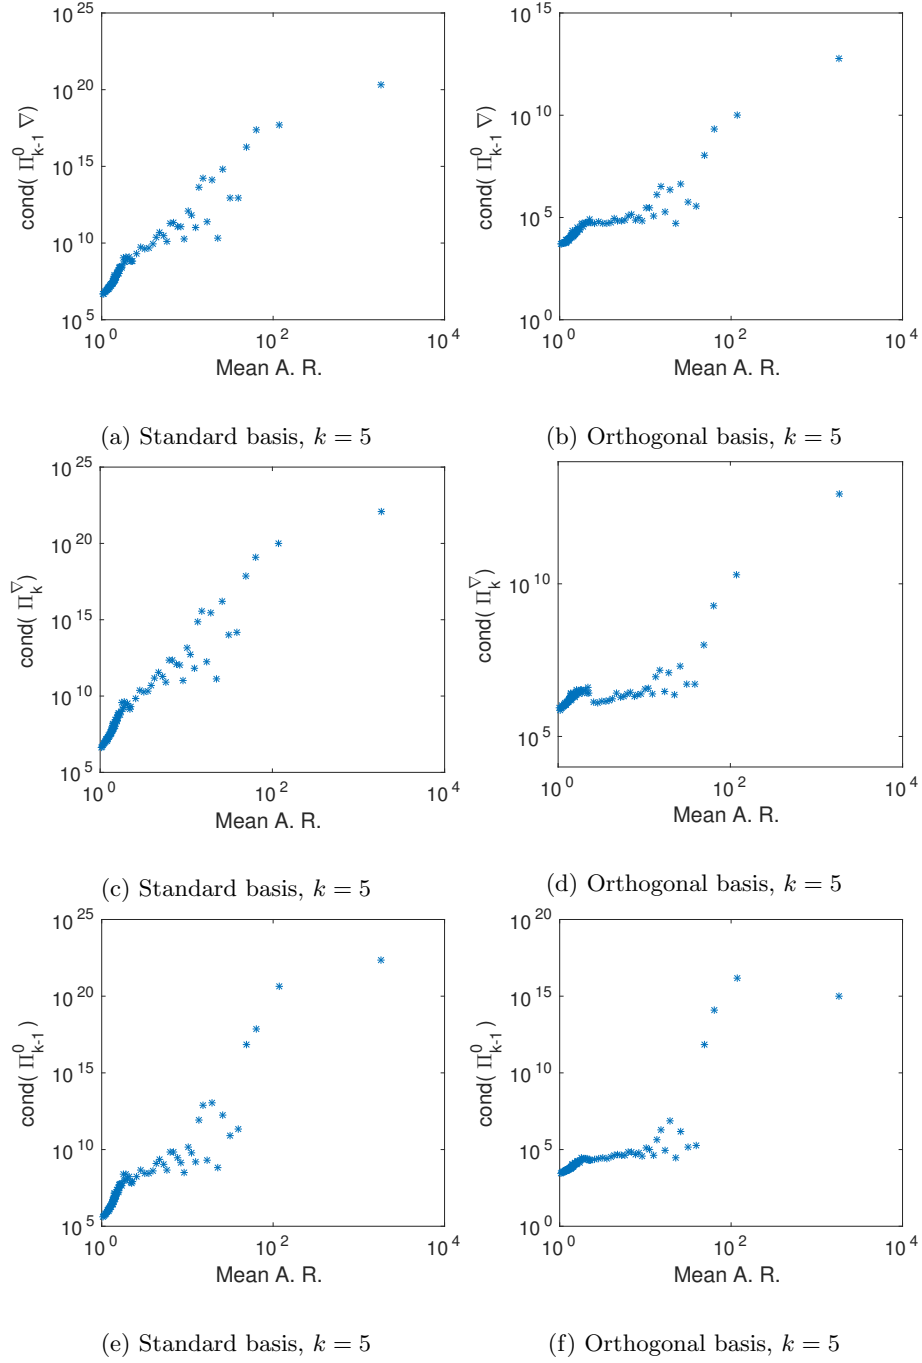 10^25
10^20
10^15
10^10
10^5
cond( Π^0_{k-1} ∇)
10^0 10^2 10^4
Mean A. R.
(a) Standard basis, k = 5
10^15
10^10
10^5
10^0
cond( Π^0_{k-1} ∇)
10^0 10^2 10^4
Mean A. R.
(b) Orthogonal basis, k = 5
10^25
10^20
10^15
10^10
10^5
cond( Π^∇_k)
10^0 10^2 10^4
Mean A. R.
(c) Standard basis, k = 5
10^10
10^5
cond( Π^∇_k)
10^0 10^2 10^4
Mean A. R.
(d) Orthogonal basis, k = 5
10^25
10^20
10^15
10^10
10^5
cond( Π^0_{k-1} )
10^0 10^2 10^4
Mean A. R.
(e) Standard basis, k = 5
10^20
10^15
10^10
10^5
10^0
cond( Π^0_{k-1} )
10^0 10^2 10^4
Mean A. R.
(f) Orthogonal basis, k = 5